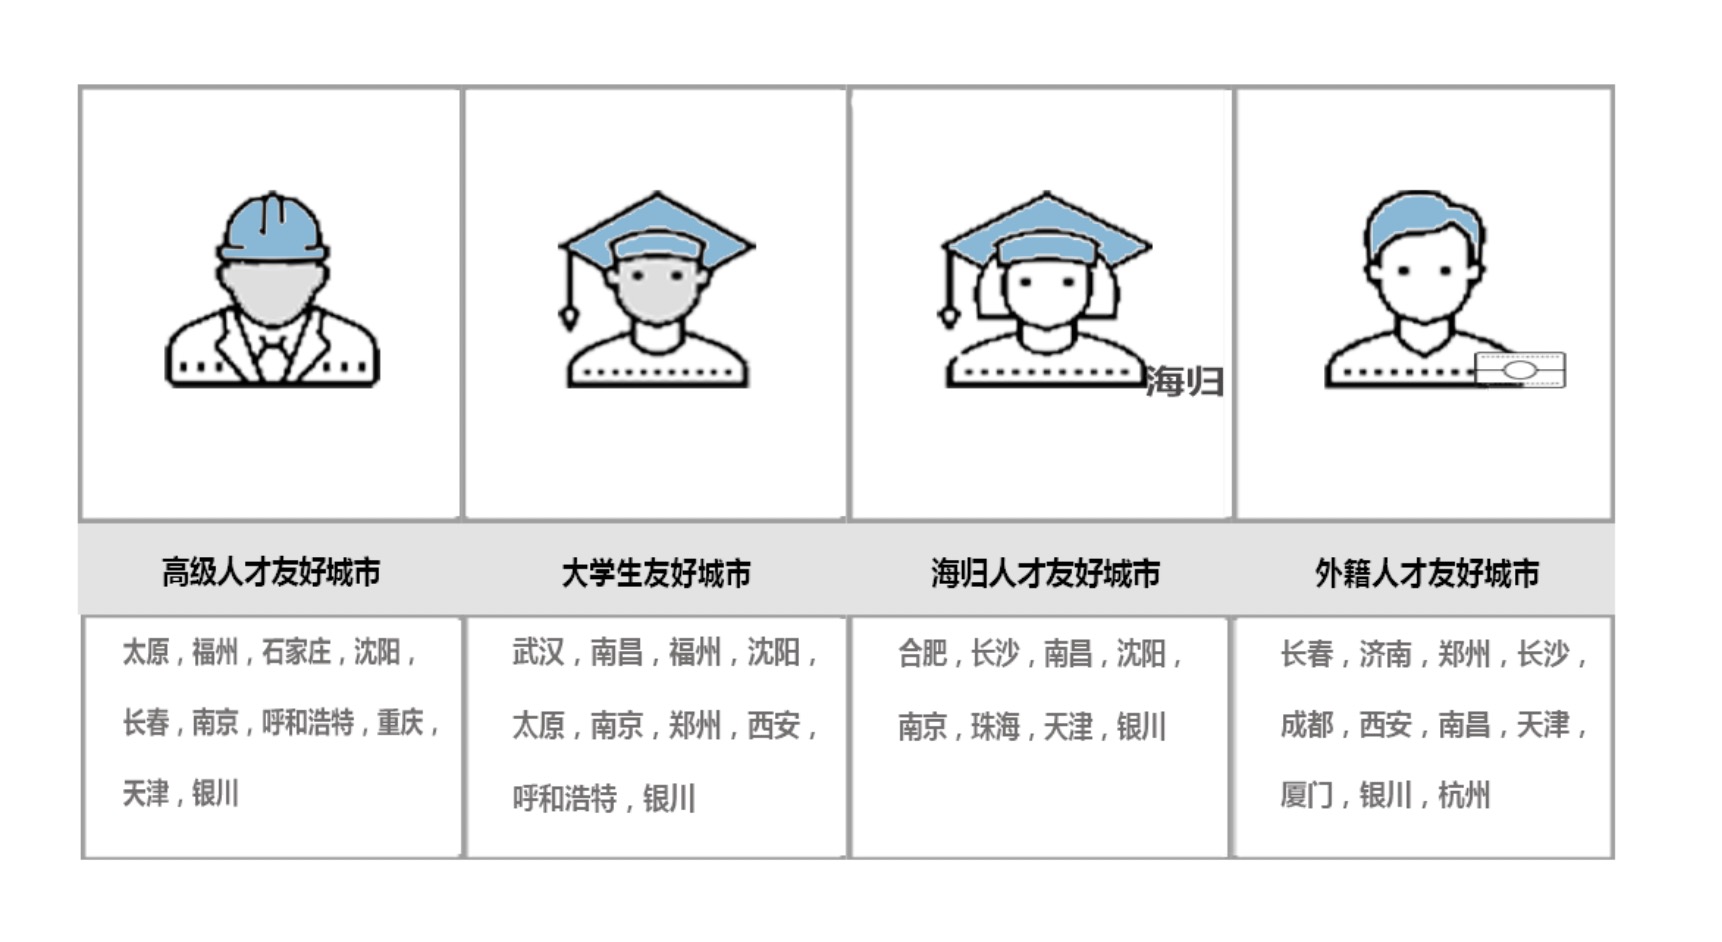 海归
高级人才友好城市
大学生友好城市
海归人才友好城市
外籍人才友好城市
太原，福州，石家庄，沈阳，
长春，南京，呼和浩特，重庆，
天津，银川
武汉，南昌，福州，沈阳，
太原，南京，郑州，西安，
呼和浩特，银川
合肥，长沙，南昌，沈阳，
南京，珠海，天津，银川
长春，济南，郑州，长沙，
成都，西安，南昌，天津，
厦门，银川，杭州